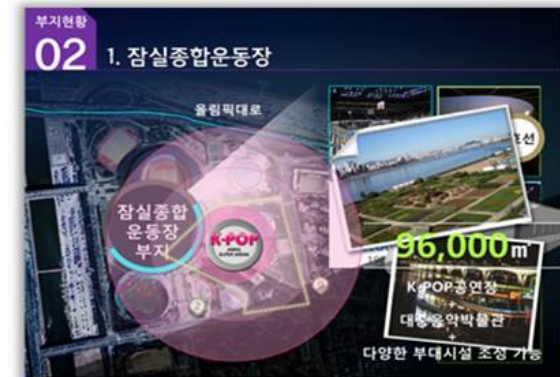 부지현황
02
1. 잠실종합운동장
올림픽대로
잠실종합
운동장
부지
K-POP
호선
96,000㎡
K-POP공연장
+
대중음악박물관
+
다양한 부대시설 조성 가능